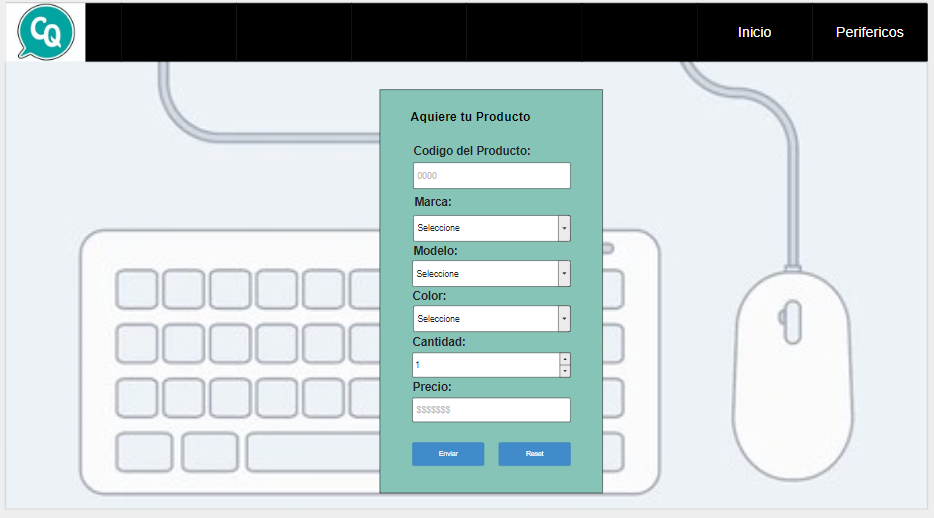 CQ
Inicio
Perifericos
Aquiere tu Producto
Codigo del Producto:
0000
Marca:
Seleccione
Modelo:
Seleccione
Color:
Seleccione
Cantidad:
1
Precio:
$$$$$$$
Enviar
Reset